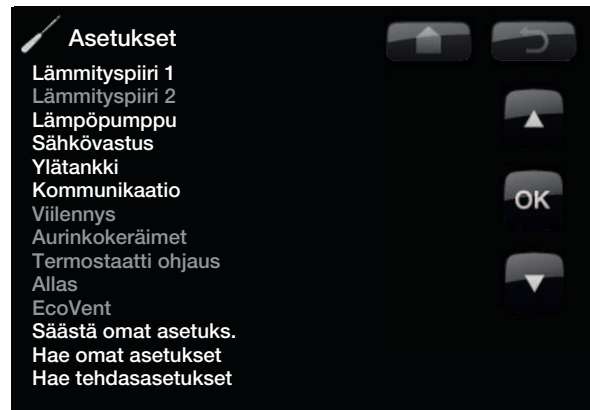 Asetukset
Lämmityspiiri 1
Lämmityspiiri 2
Lämpöpumppu
Sähkövastus
Ylätankki
Kommunikaatio
Viilennys
Aurinkokeräimet
Termostaatti ohjaus
Allas
EcoVent
Säästä omat asetuks.
Hae omat asetukset
Hae tehdasasetukset
OK